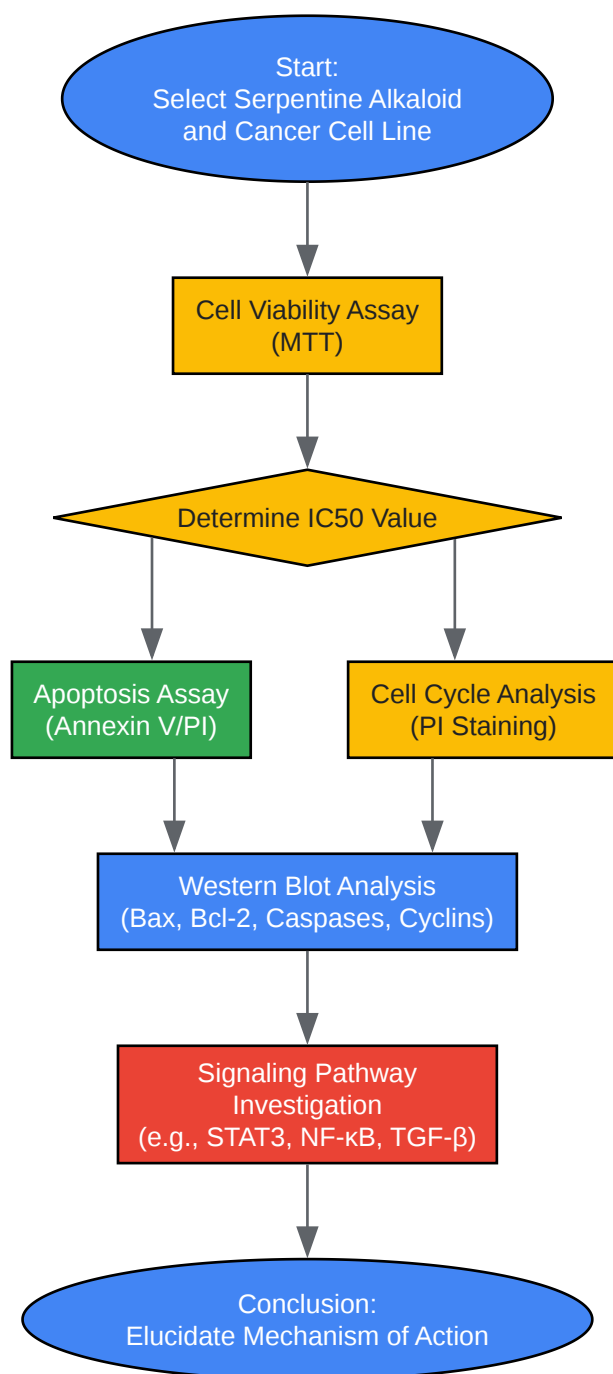 Start:
Select Serpentine Alkaloid
and Cancer Cell Line
Cell Viability Assay
(MTT)
Determine IC50 Value
Apoptosis Assay
(Annexin V/PI)
Cell Cycle Analysis
(PI Staining)
Western Blot Analysis
(Bax, Bcl-2, Caspases, Cyclins)
Signaling Pathway
Investigation
(e.g., STAT3, NF-κB, TGF-β)
Conclusion:
Elucidate Mechanism of Action